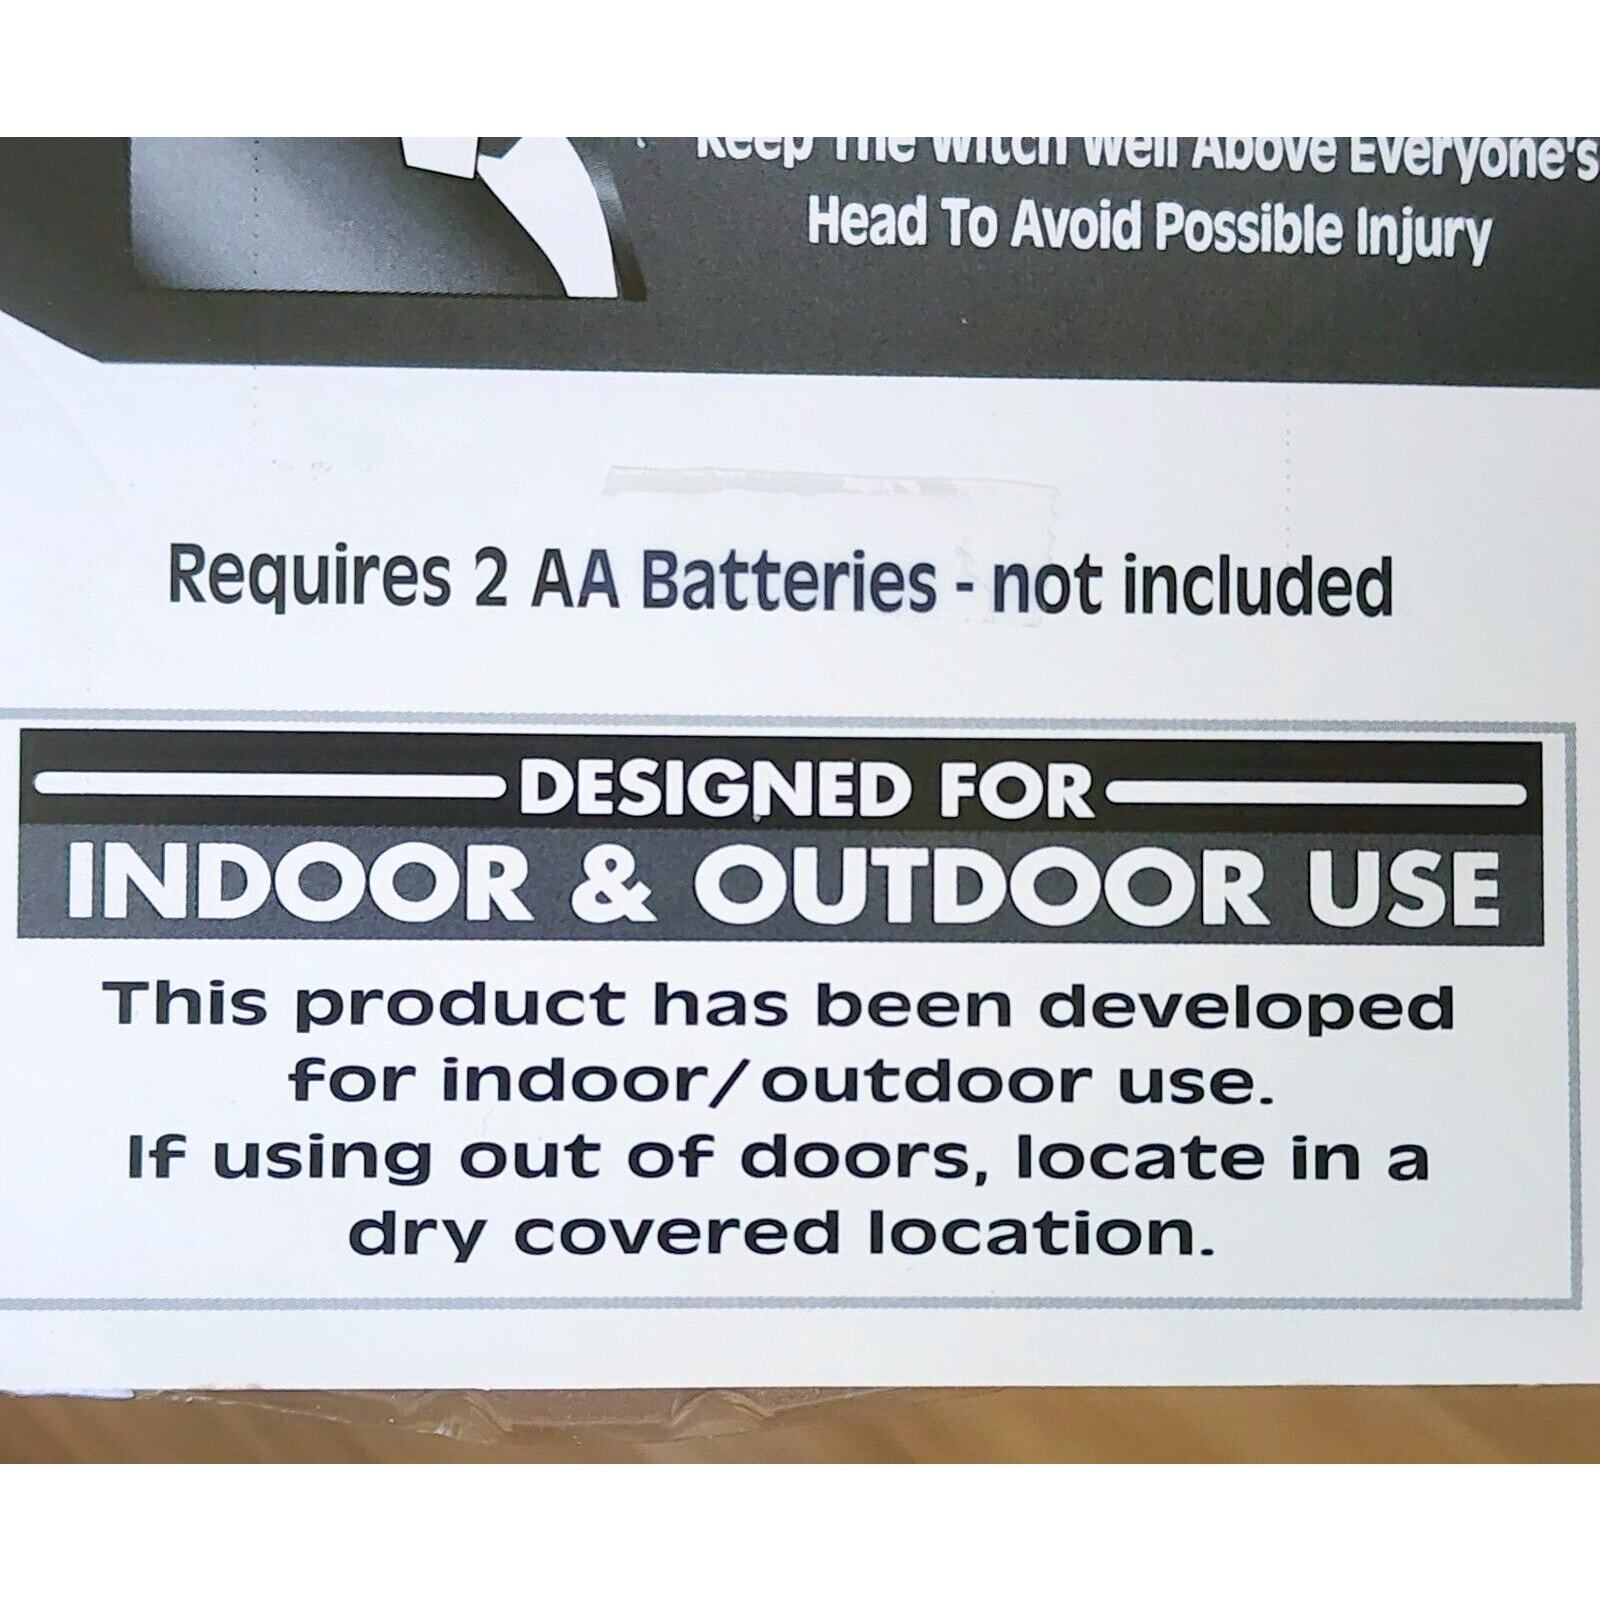 Keep The Witch Well Above Everyone's
Head To Avoid Possible Injury
Requires 2 AA Batteries - not included
DESIGNED FOR
INDOOR & OUTDOOR USE
This product has been developed
for indoor/outdoor use.
If using out of doors, locate in a
dry covered location.